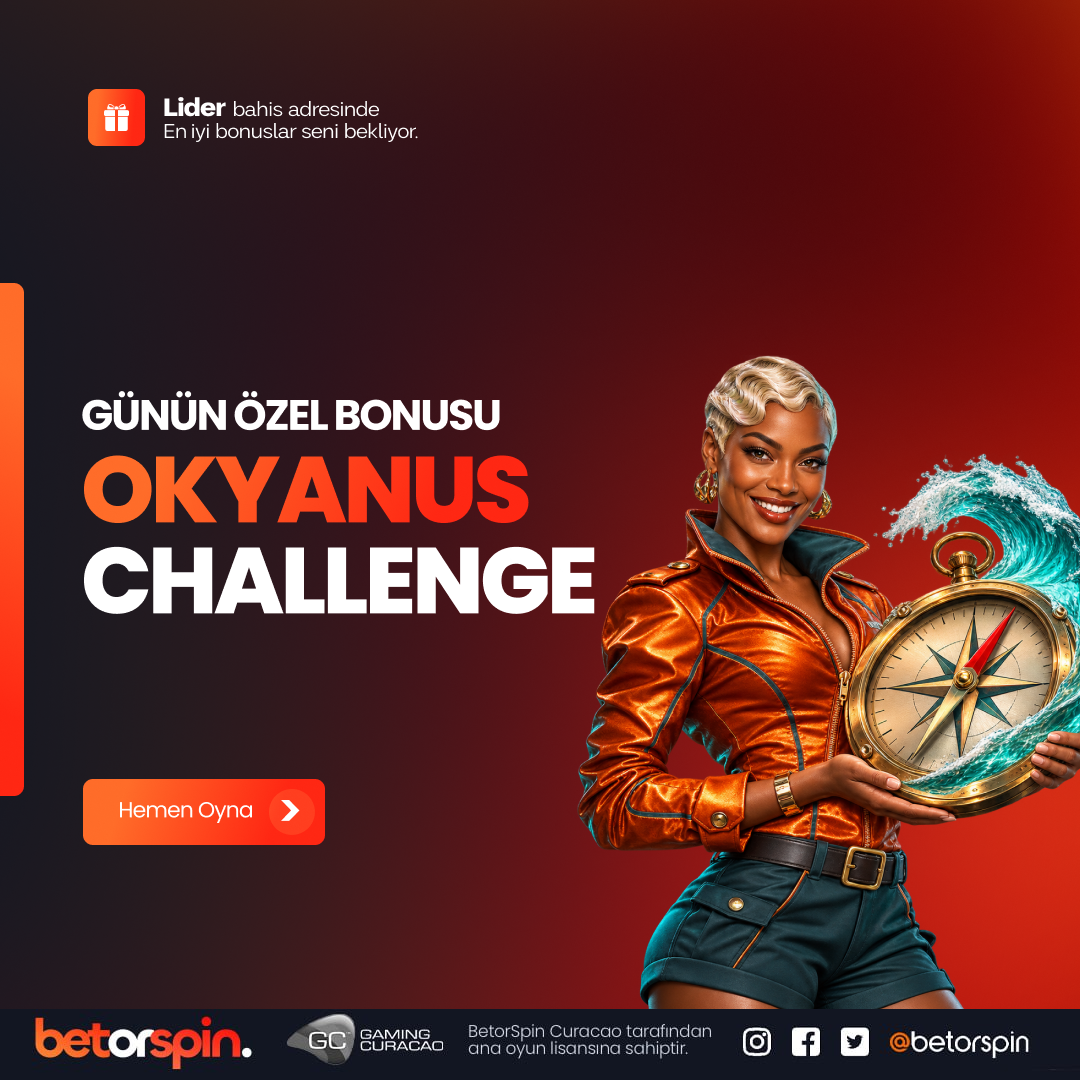 Lider bahis adresinde
En iyi bonuslar seni bekliyor.
GÜNÜN ÖZEL BONUSU
OKYANUS
CHALLENGE
Hemen Oyna
betorspin.
GC
GAMING
CURACAO
BetorSpin Curacao tarafından
ana oyun lisansına sahiptir.
@betorspin